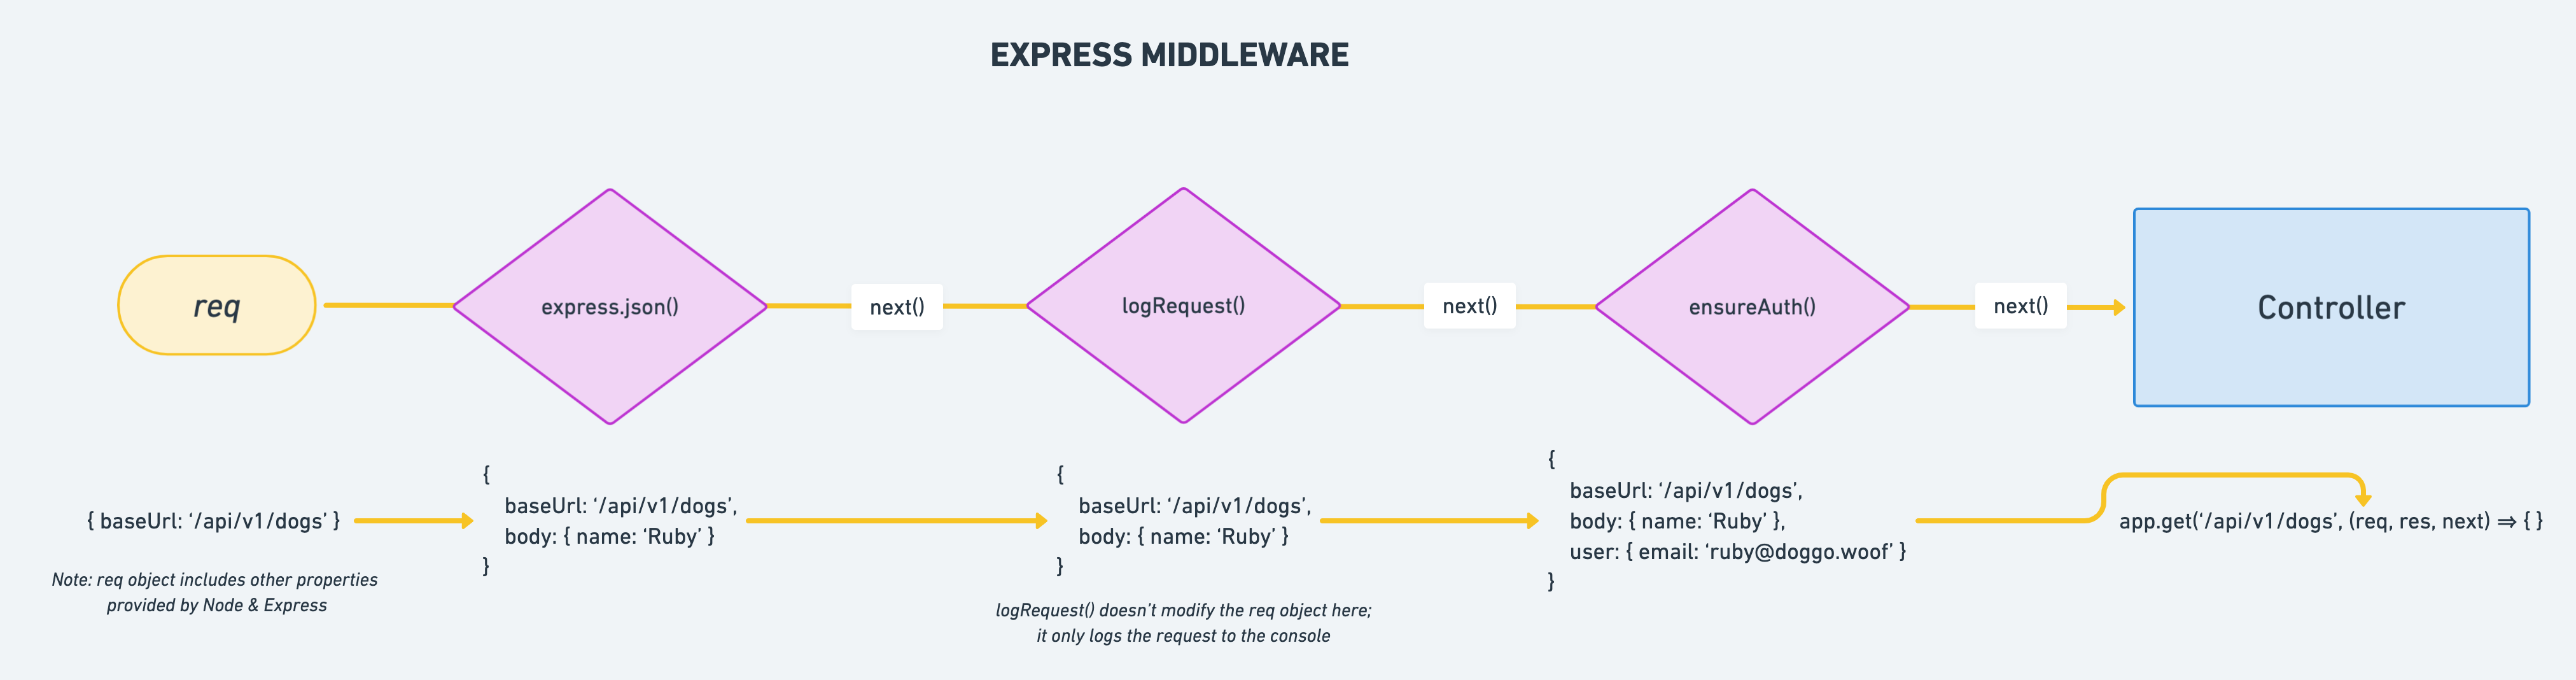 EXPRESS MIDDLEWARE
req
express.json()
next()
logRequest()
next()
ensureAuth()
next()
Controller
{ baseUrl: ‘/api/v1/dogs’ }
Note: req object includes other properties
provided by Node & Express
{
baseUrl: ‘/api/v1/dogs’,
body: { name: ‘Ruby’ }
}
{
baseUrl: ‘/api/v1/dogs’,
body: { name: ‘Ruby’ }
}
logRequest() doesn’t modify the req object here;
it only logs the request to the console
{
baseUrl: ‘/api/v1/dogs’,
body: { name: ‘Ruby’ },
user: { email: ‘ruby@doggo.woof’ }
}
app.get(‘/api/v1/dogs’, (req, res, next) ⇒ { }